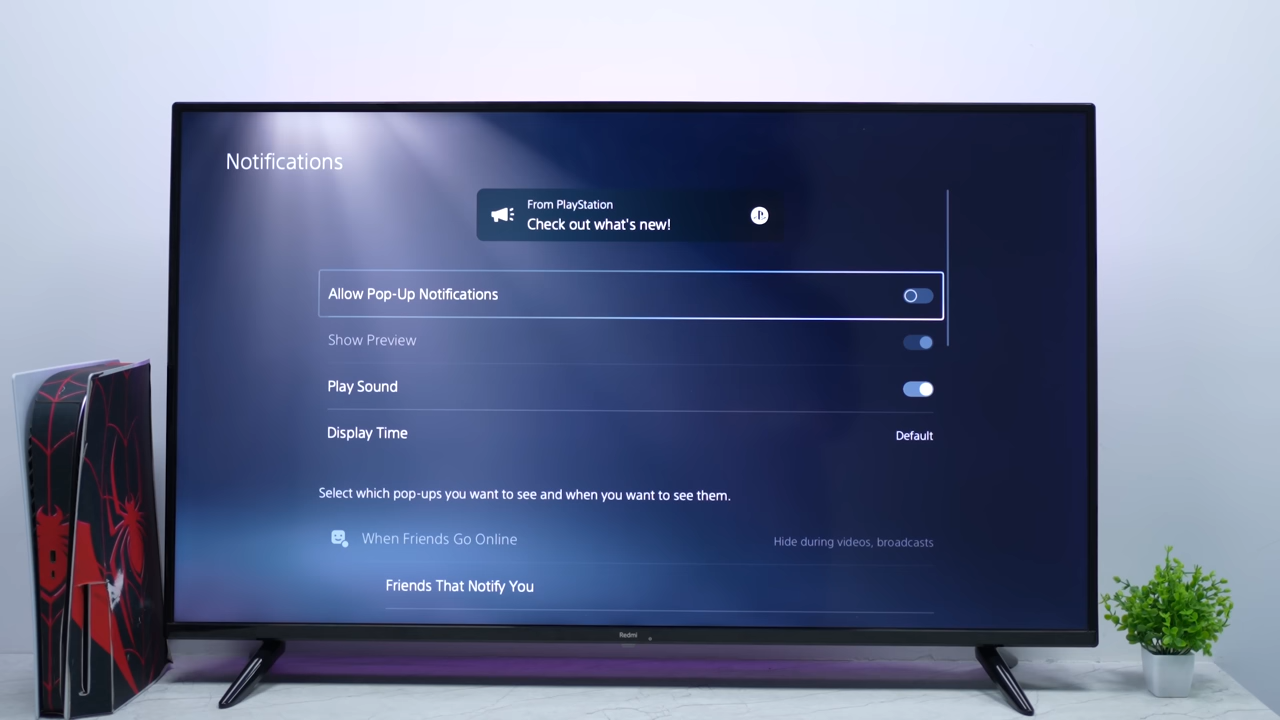 Notifications
From PlayStation
Check out what's new!
Allow Pop-Up Notifications
Show Preview
Play Sound
Display Time
Default
Select which pop-ups you want to see and when you want to see them.
When Friends Go Online
Hide during videos, broadcasts
Friends That Notify You
Redmi